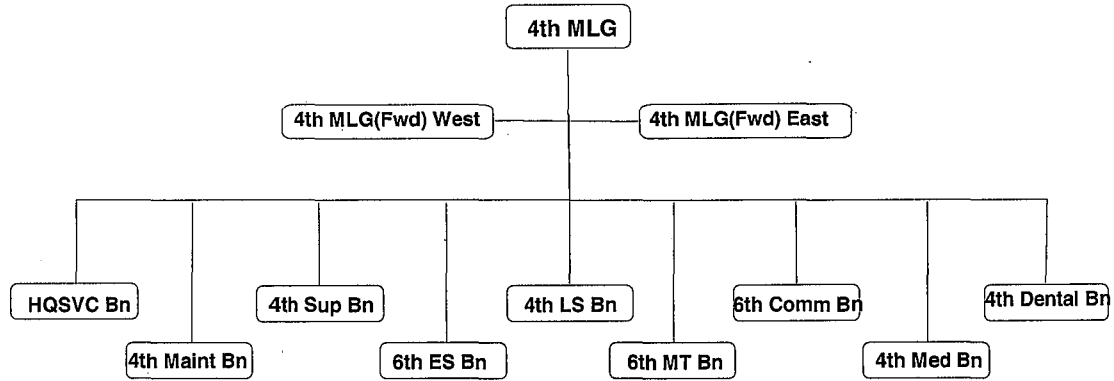 4th MLG
4th MLG(Fwd) West
4th MLG(Fwd) East
HQSVC Bn
4th Sup Bn
4th LS Bn
6th Comm Bn
4th Dental Bn
4th Maint Bn
6th ES Bn
6th MT Bn
4th Med Bn